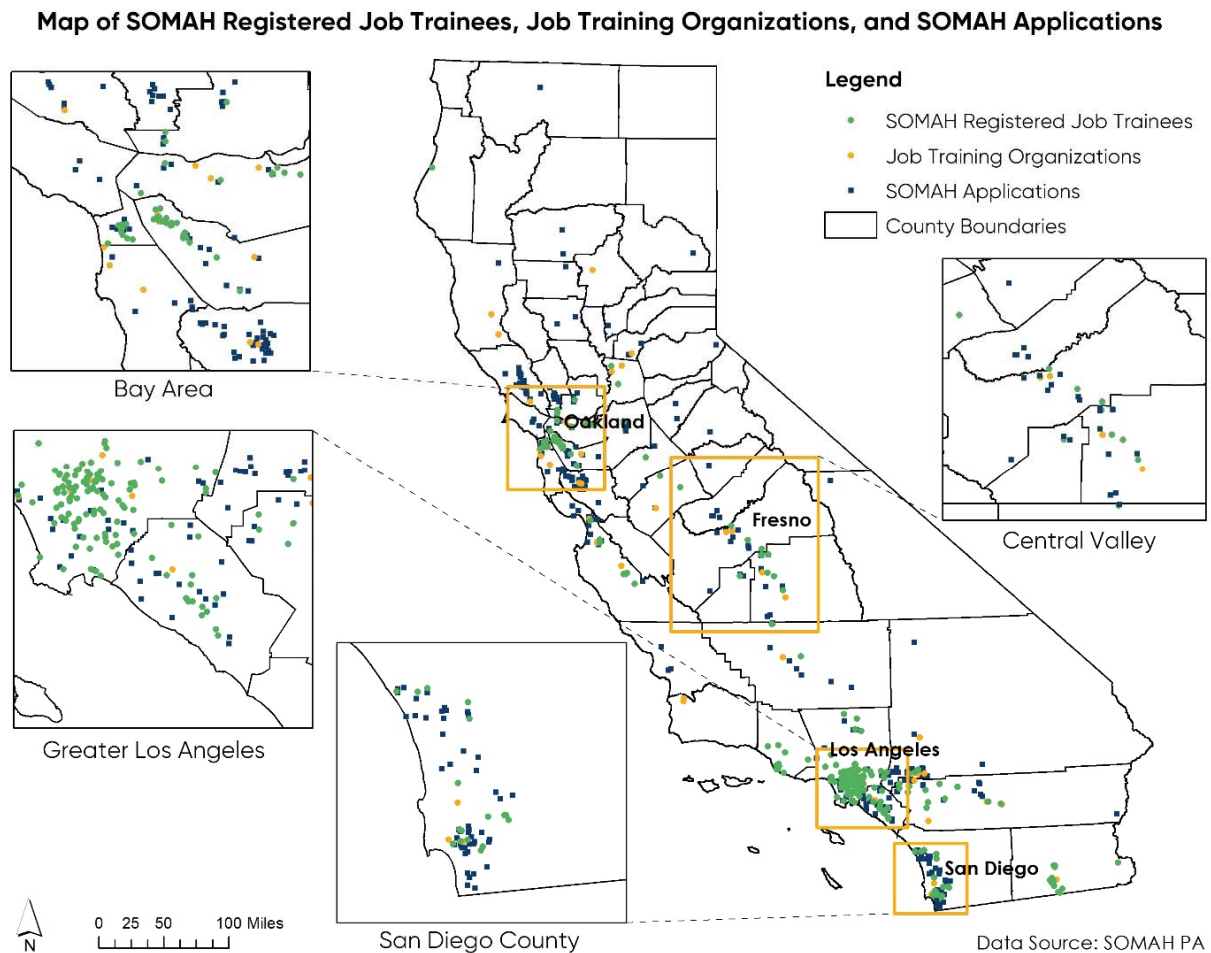 Map of SOMAH Registered Job Trainees, Job Training Organizations, and SOMAH Applications
Legend
SOMAH Registered Job Trainees
Job Training Organizations
SOMAH Applications
County Boundaries
Bay Area
Oakland
Fresno
Central Valley
Greater Los Angeles
Los Angeles
San Diego
San Diego County
N
0 25 50 100 Miles
Data Source: SOMAH PA